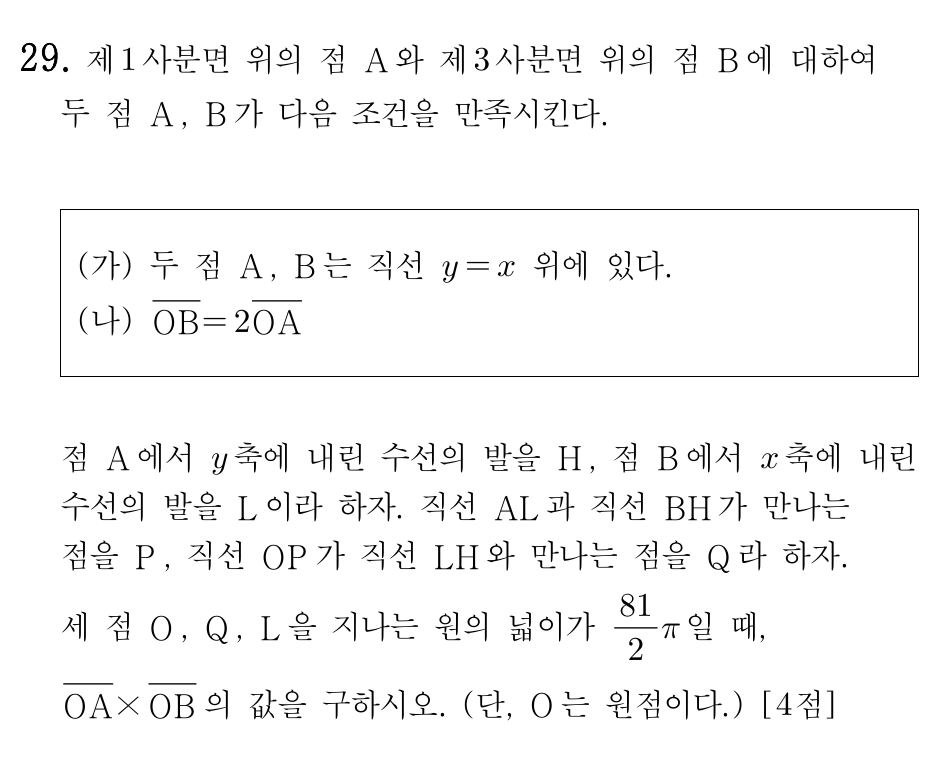 29. 제1사분면 위의 점 A와 제3사분면 위의 점 B에 대하여
두 점 A, B가 다음 조건을 만족시킨다.
(가) 두 점 A, B는 직선 y=x 위에 있다.
(나) $\overline{OB}=2\overline{OA}$
점 A에서 y축에 내린 수선의 발을 H, 점 B에서 x축에 내린
수선의 발을 L이라 하자. 직선 AL과 직선 BH가 만나는
점을 P, 직선 OP가 직선 LH와 만나는 점을 Q라 하자.
세 점 O, Q, L을 지나는 원의 넓이가 $\frac{81}{2}\pi$일 때,
$\overline{OA}\times\overline{OB}$의 값을 구하시오. (단, O는 원점이다.) [4점]